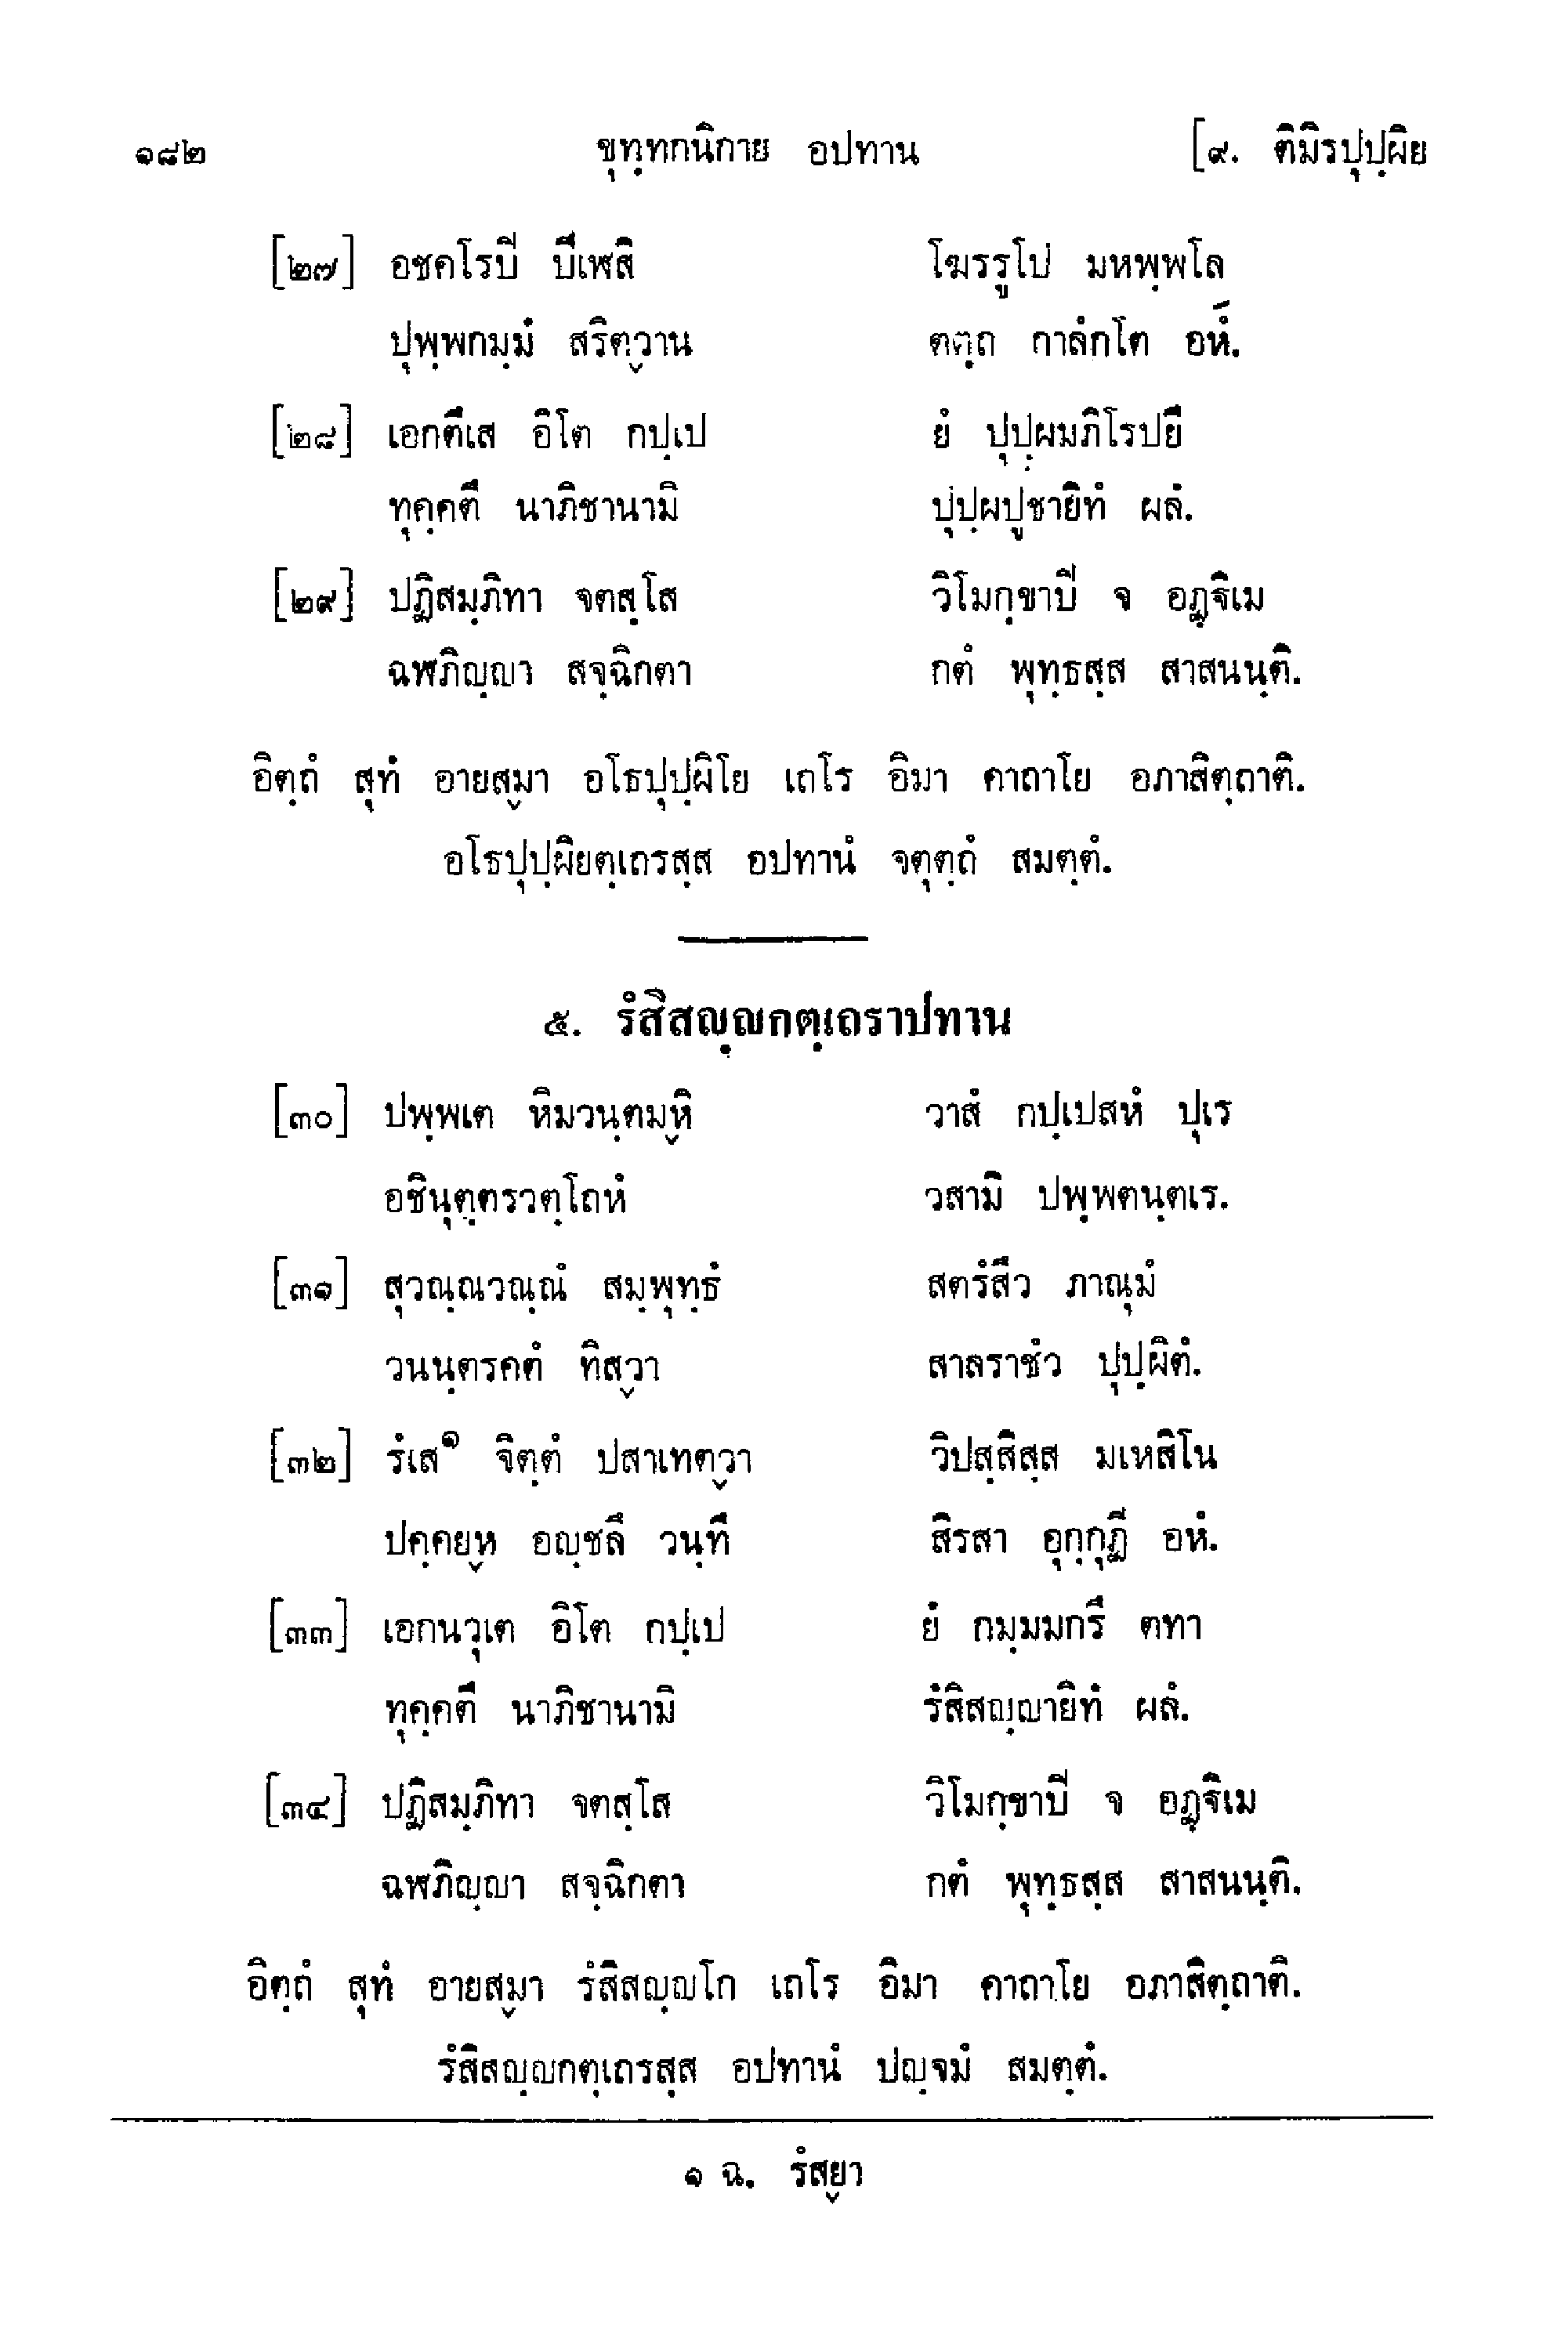 ๑๘๒ ขุทฺทกนิกาย อปทาน [๙. ติมิรปุปฺผิย
[๒๗] อชคโรปิ ปีเฬสิ โฆรรูโป มหพฺพโล
ปุพฺพกมฺมํ สริตฺวาน ตตฺถ กาลํกโต อหํ.
[๒๘] เอกตึเส อิโต กปฺเป ยํ ปุปฺผมภิโรปยึ
ทุคฺคตึ นาภิชานามิ ปุปฺผปูชายิทํ ผลํ.
[๒๙] ปฏิสมฺภิทา จตสฺโส วิโมกฺขาปิ จ อฏฺฐิเม
ฉฬภิญฺญา สจฺฉิกตา กตํ พุทฺธสฺส สาสนนฺติ.
อิตฺถํ สุทํ อายสฺมา อโธปุปฺผิโย เถโร อิมา คาถาโย อภาสิตฺถาติ.
อโธปุปฺผิยตฺเถรสฺส อปทานํ จตุตฺถํ สมตฺตํ.
๕. รํสิสญฺญกตฺเถราปทาน
[๓๐] ปพฺพเต หิมวนฺตมฺหิ วาสํ กปฺเปสหํ ปุเร
อชินุตฺตรวตฺโถหํ วสามิ ปพฺพตนฺตเร.
[๓๑] สุวณฺณวณฺณํ สมฺพุทฺธํ สตรํสึว ภาณุมํ
วนนฺตรคตํ ทิสฺวา สาลราชํว ปุปฺผิตํ.
[๓๒] รํเส๑ จิตฺตํ ปสาเทตฺวา วิปสฺสิสฺส มเหสิโน
ปคฺคยฺห อญฺชลึ วนฺทึ สิรสา อุกฺกุฏี อหํ.
[๓๓] เอกนวุเต อิโต กปฺเป ยํ กมฺมมกรึ ตทา
ทุคฺคตึ นาภิชานามิ รํสิสญฺญายิทํ ผลํ.
[๓๔] ปฏิสมฺภิทา จตสฺโส วิโมกฺขาปิ จ อฏฺฐิเม
ฉฬภิญฺญา สจฺฉิกตา กตํ พุทฺธสฺส สาสนนฺติ.
อิตฺถํ สุทํ อายสฺมา รํสิสญฺญโก เถโร อิมา คาถาโย อภาสิตฺถาติ.
รํสิสญฺญกตฺเถรสฺส อปทานํ ปญฺจมํ สมตฺตํ.
๑ ฉ. รํสฺยา